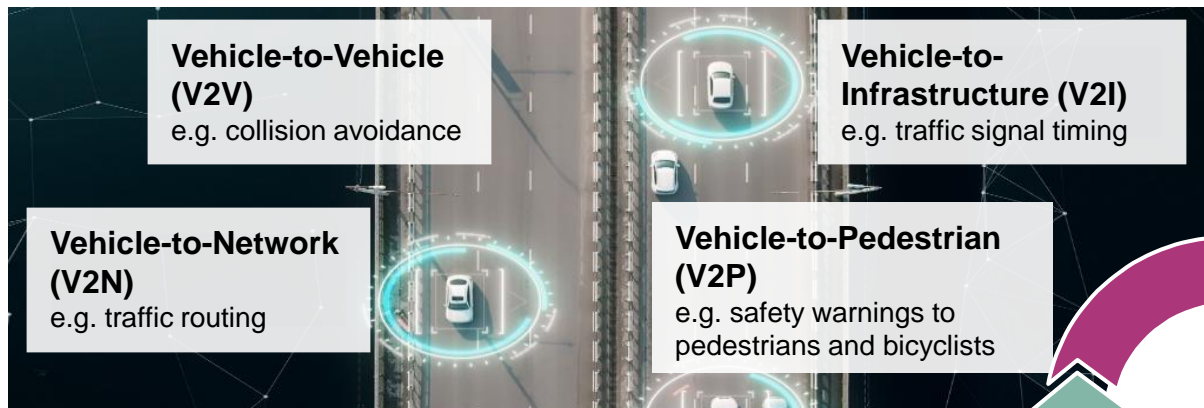 Vehicle-to-Vehicle
(V2V)
e.g. collision avoidance
Vehicle-to-
Infrastructure (V2I)
e.g. traffic signal timing
Vehicle-to-Network
(V2N)
e.g. traffic routing
Vehicle-to-Pedestrian
(V2P)
e.g. safety warnings to
pedestrians and bicyclists